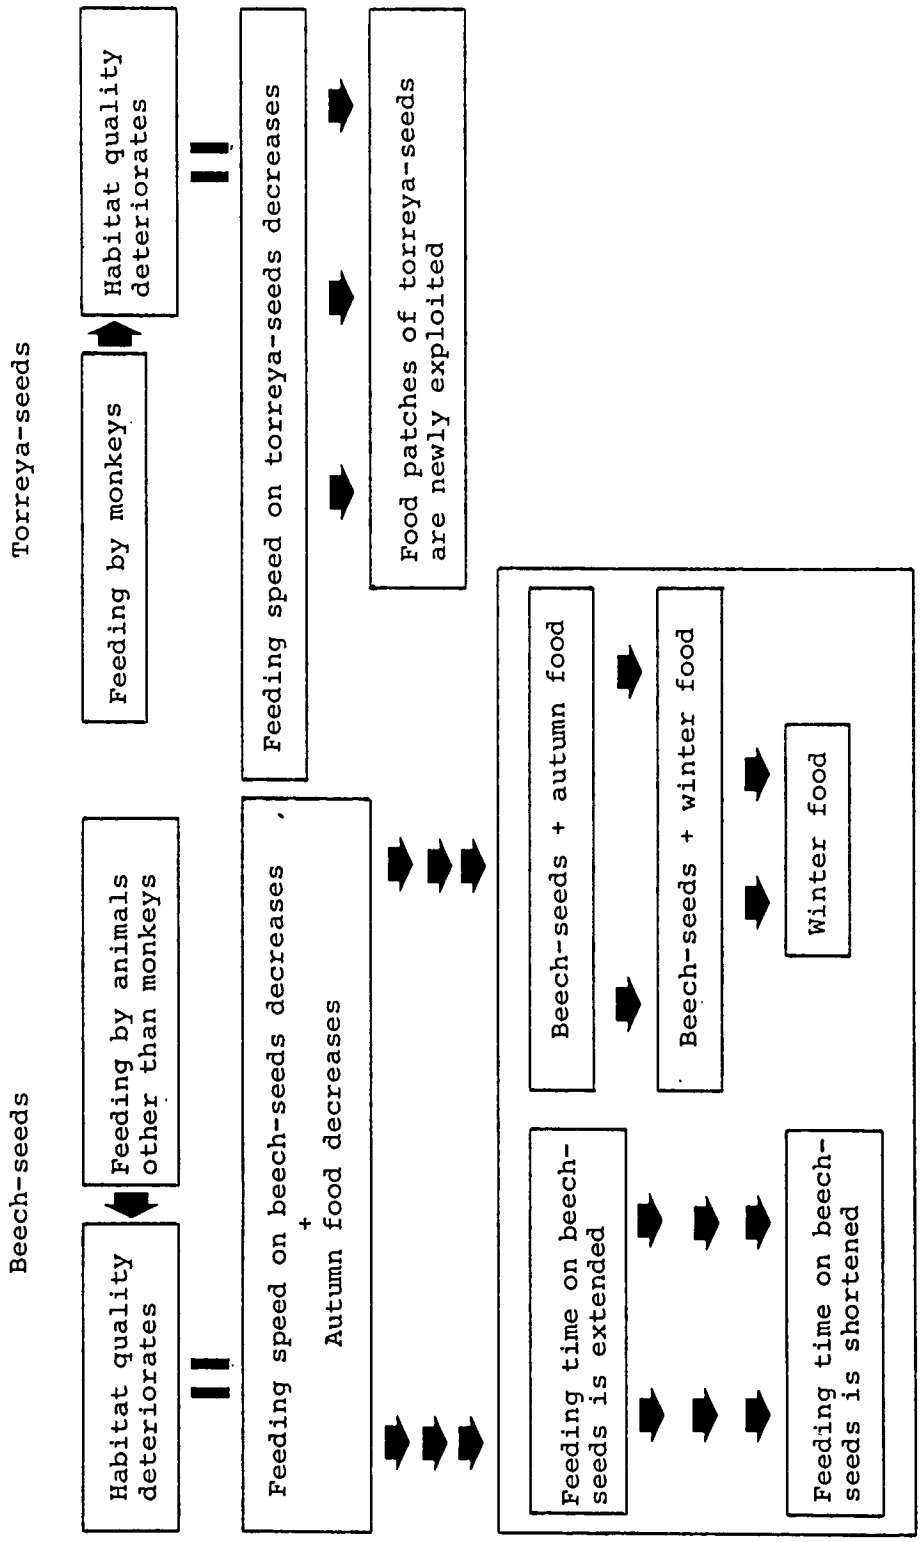 Beech-seeds
Habitat quality
deteriorates
Feeding by animals
other than monkeys
Feeding speed on beech-seeds decreases
+
Autumn food decreases
Feeding time on beech-
seeds is extended
Feeding time on beech-
seeds is shortened
Beech-seeds + autumn food
Beech-seeds + winter food
Winter food
Torreya-seeds
Feeding by monkeys
Habitat quality
deteriorates
Feeding speed on torreya-seeds decreases
Food patches of torreya-seeds
are newly exploited